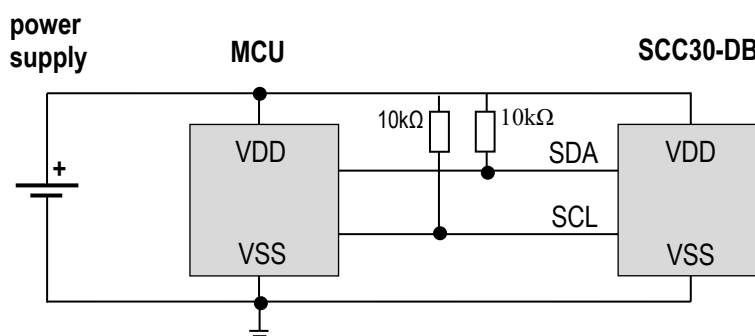 power
supply
MCU
SCC30-DB
10kΩ
10kΩ
VDD
SDA
VDD
+
SCL
VSS
VSS